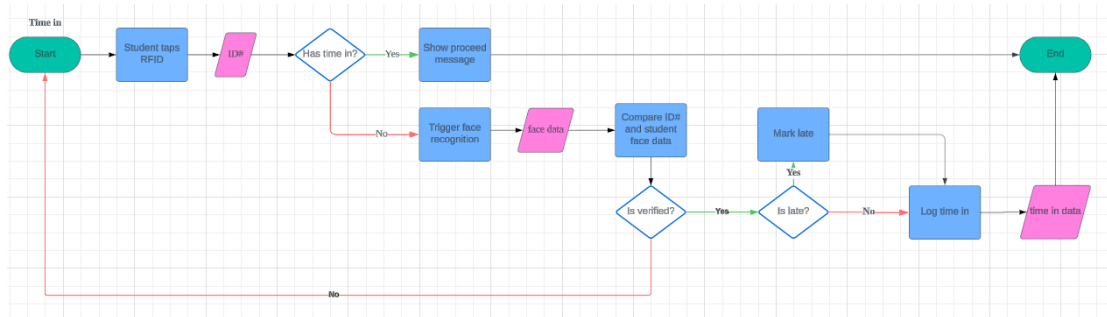 Time in
Start
Student taps
RFID
ID#
Has time in?
Yes
Show proceed
message
End
No
Trigger face
recognition
face data
Compare ID#
and student
face data
Mark late
Yes
Is verified?
Yes
Is late?
No
Log time in
time in data
No